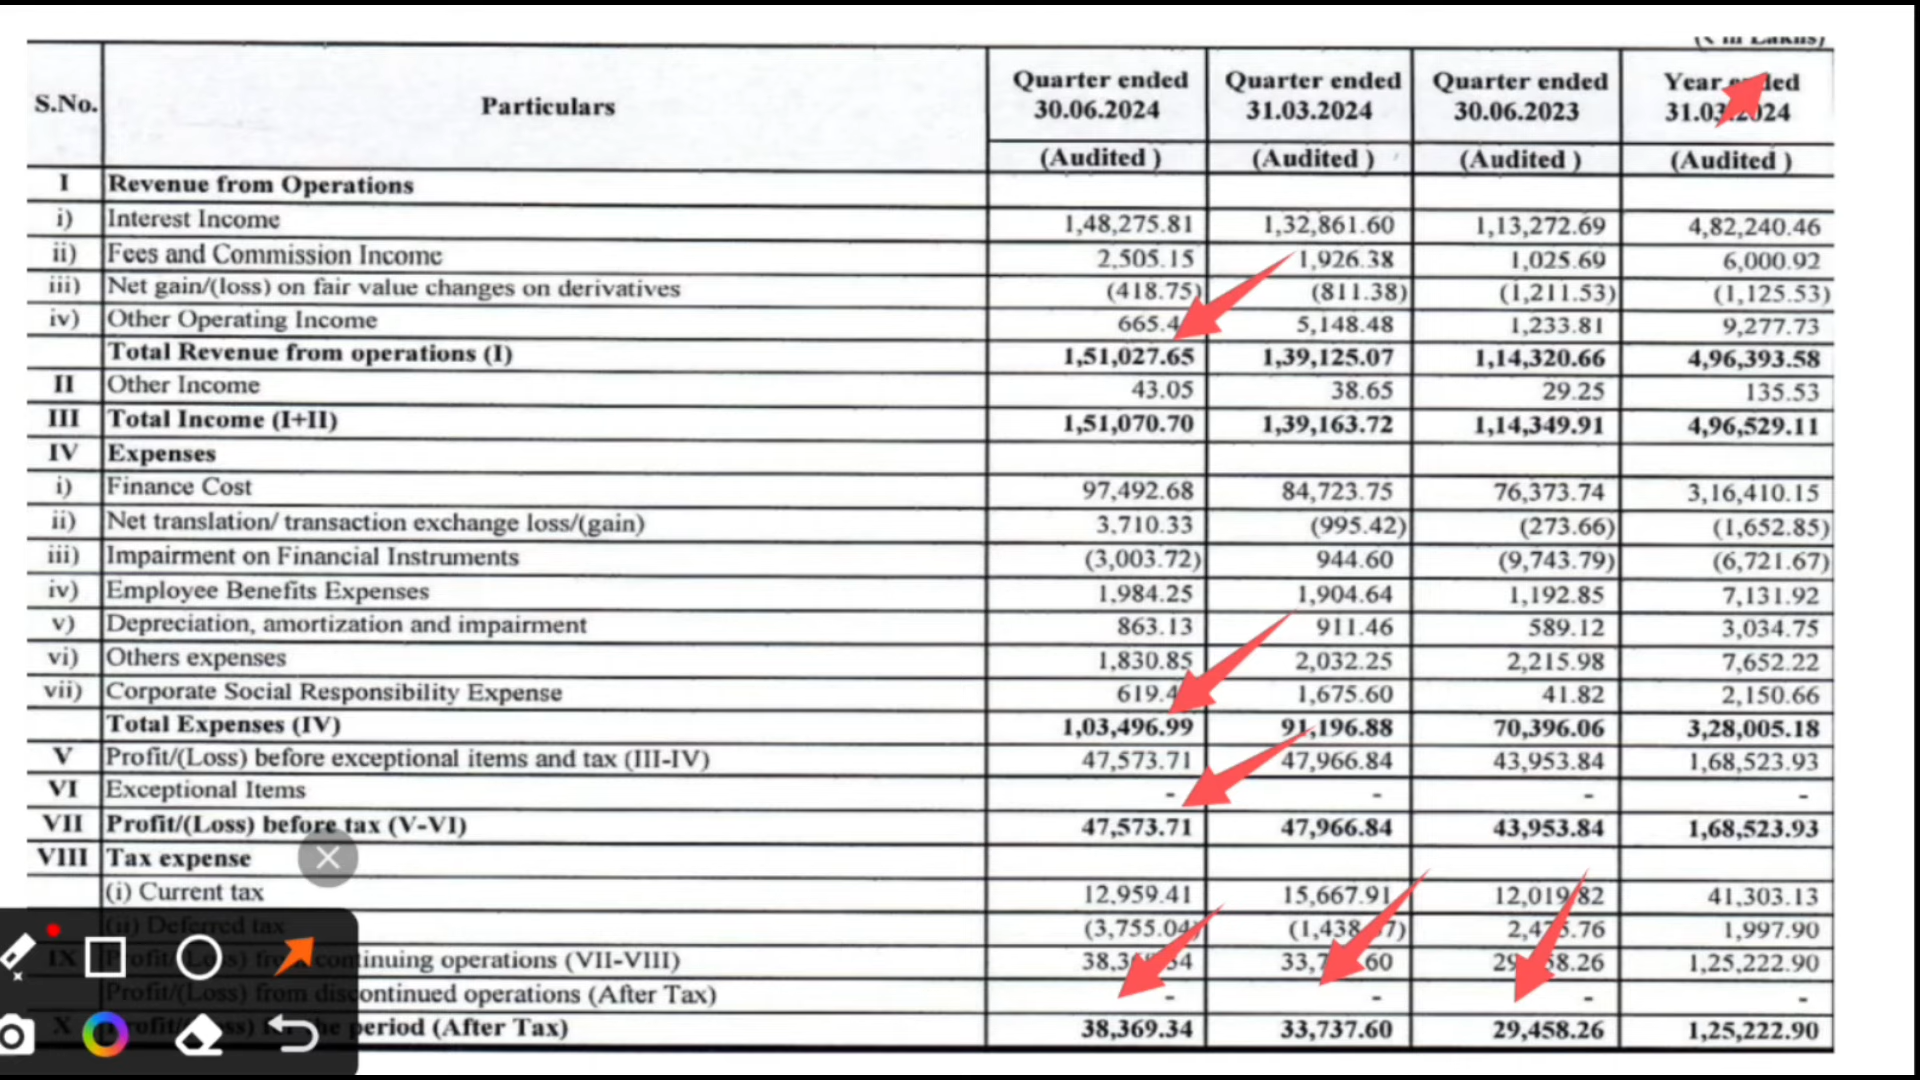 (₹ in Lakhs)
S.No. Particulars Quarter ended 30.06.2024 Quarter ended 31.03.2024 Quarter ended 30.06.2023 Year ended 31.03.2024
(Audited ) (Audited ) (Audited ) (Audited )
I Revenue from Operations
i) Interest Income 1,48,275.81 1,32,861.60 1,13,272.69 4,82,240.46
ii) Fees and Commission Income 2,505.15 1,926.38 1,025.69 6,000.92
iii) Net gain/(loss) on fair value changes on derivatives (418.75) (811.38) (1,211.53) (1,125.53)
iv) Other Operating Income 665.4 5,148.48 1,233.81 9,277.73
Total Revenue from operations (I) 1,51,027.65 1,39,125.07 1,14,320.66 4,96,393.58
II Other Income 43.05 38.65 29.25 135.53
III Total Income (I+II) 1,51,070.70 1,39,163.72 1,14,349.91 4,96,529.11
IV Expenses
i) Finance Cost 97,492.68 84,723.75 76,373.74 3,16,410.15
ii) Net translation/ transaction exchange loss/(gain) 3,710.33 (995.42) (273.66) (1,652.85)
iii) Impairment on Financial Instruments (3,003.72) 944.60 (9,743.79) (6,721.67)
iv) Employee Benefits Expenses 1,984.25 1,904.64 1,192.85 7,131.92
v) Depreciation, amortization and impairment 863.13 911.46 589.12 3,034.75
vi) Others expenses 1,830.85 2,032.25 2,215.98 7,652.22
vii) Corporate Social Responsibility Expense 619.4 1,675.60 41.82 2,150.66
Total Expenses (IV) 1,03,496.99 91,196.88 70,396.06 3,28,005.18
V Profit/(Loss) before exceptional items and tax (III-IV) 47,573.71 47,966.84 43,953.84 1,68,523.93
VI Exceptional Items - - - -
VII Profit/(Loss) before tax (V-VI) 47,573.71 47,966.84 43,953.84 1,68,523.93
VIII Tax expense
(i) Current tax 12,959.41 15,667.91 12,019.82 41,303.13
(ii) Deferred tax (3,755.04) 1,997.90
IX Profit/(Loss) from continuing operations (VII-VIII) 1,25,222.90
Profit/(Loss) from discontinued operations (After Tax) - - - -
X Profit/(Loss) for the period (After Tax) 38,369.34 33,737.60 29,458.26 1,25,222.90